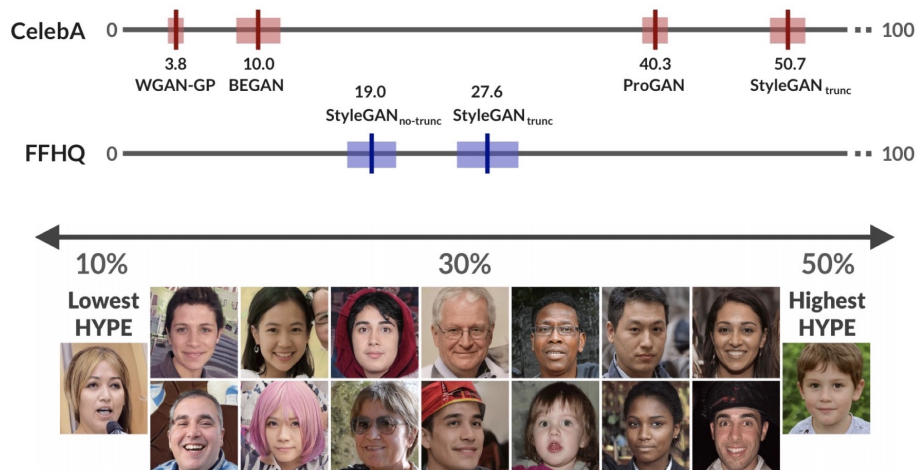 CelebA 0 100
3.8 10.0 40.3 50.7
WGAN-GP BEGAN ProGAN StyleGAN trunc
19.0 27.6
StyleGAN no-trunc StyleGAN trunc
FFHQ 0 100
10% 30% 50%
Lowest Highest
HYPE HYPE